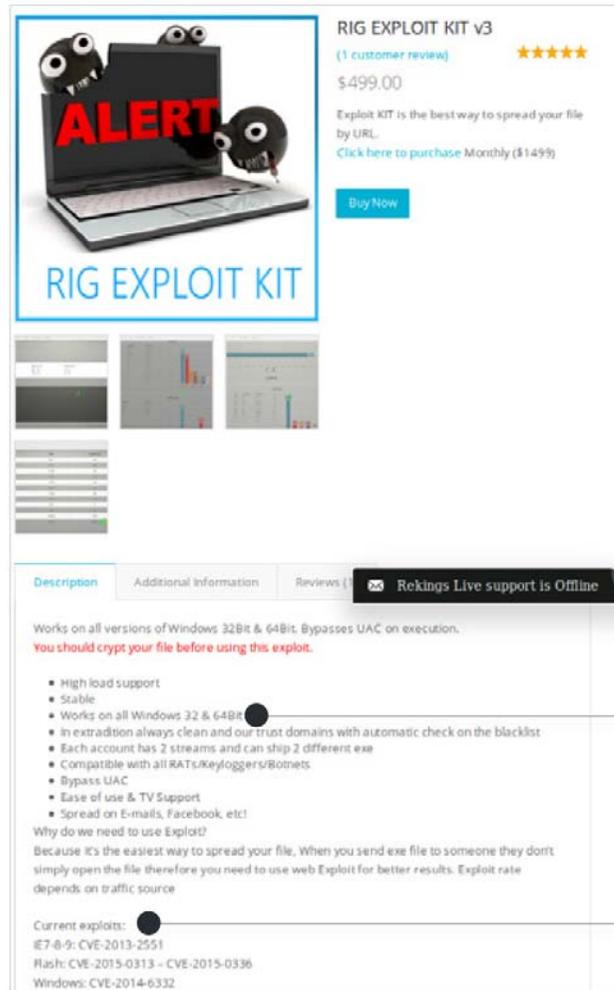 RIG EXPLOIT KIT v3
(1 customer review)
$499.00
Exploit KIT is the best way to spread your file
by URL.
Click here to purchase Monthly ($1499)
Buy Now
ALERT
RIG EXPLOIT KIT
Description
Additional Information
Reviews (1
Rekings Live support is Offline
Works on all versions of Windows 32Bit & 64Bit. Bypasses UAC on execution.
You should crypt your file before using this exploit.
High load support
Stable
Works on all Windows 32 & 64Bit
In extradition always clean and our trust domains with automatic check on the blacklist
Each account has 2 streams and can ship 2 different exe
Compatible with all RATs/Keyloggers/Botnets
Bypass UAC
Ease of use & TV Support
Spread on E-mails, Facebook, etc!
Why do we need to use Exploit?
Because it's the easiest way to spread your file, When you send exe file to someone they don't
simply open the file therefore you need to use web Exploit for better results. Exploit rate
depends on traffic source
Current exploits:
IE7-8-9: CVE-2013-2551
Flash: CVE-2015-0313 – CVE-2015-0336
Windows: CVE-2014-6332